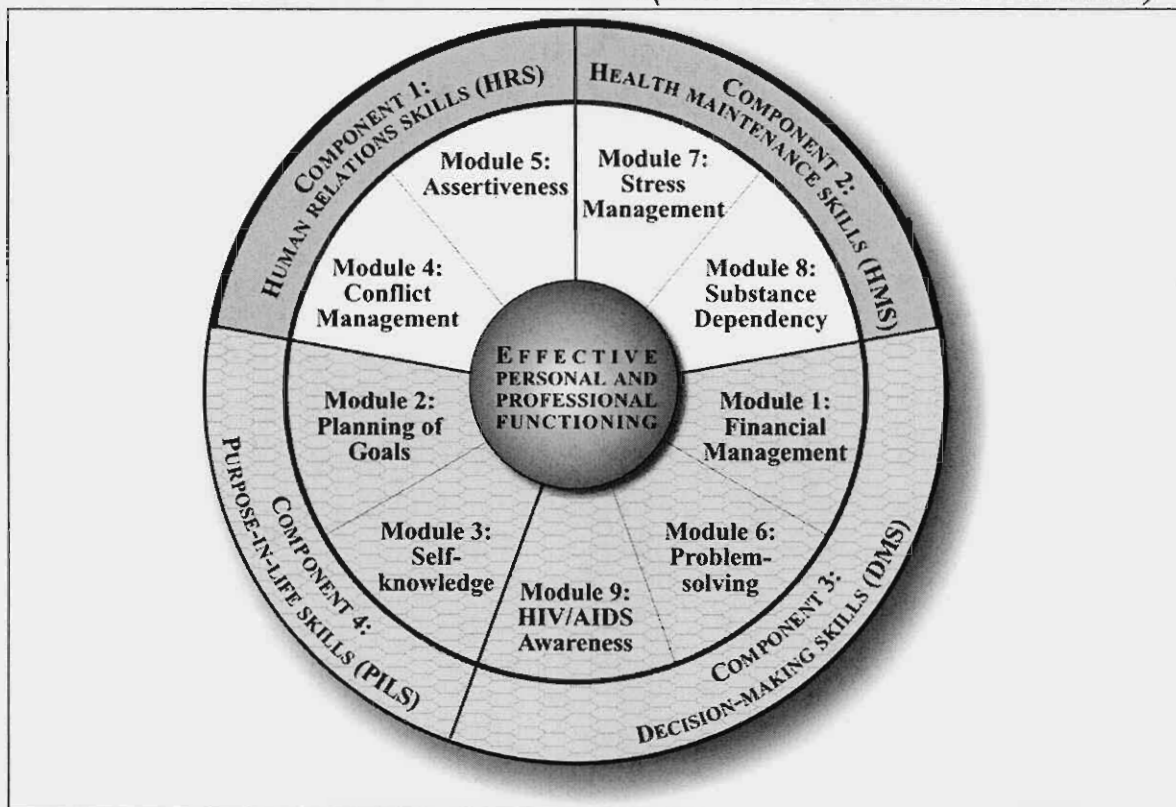 COMPONENT 1:
HUMAN RELATIONS SKILLS (HRS)
COMPONENT 2:
HEALTH MAINTENANCE SKILLS (HMS)
Module 5:
Assertiveness
Module 7:
Stress
Management
Module 4:
Conflict
Management
Module 8:
Substance
Dependency
EFFECTIVE
PERSONAL AND
PROFESSIONAL
FUNCTIONING
Module 2:
Planning of
Goals
Module 1:
Financial
Management
Module 3:
Self-
knowledge
Module 6:
Problem-
solving
Module 9:
HIV/AIDS
Awareness
COMPONENT 4:
PURPOSE-IN-LIFE SKILLS (PILS)
COMPONENT 3:
DECISION-MAKING SKILLS (DMS)